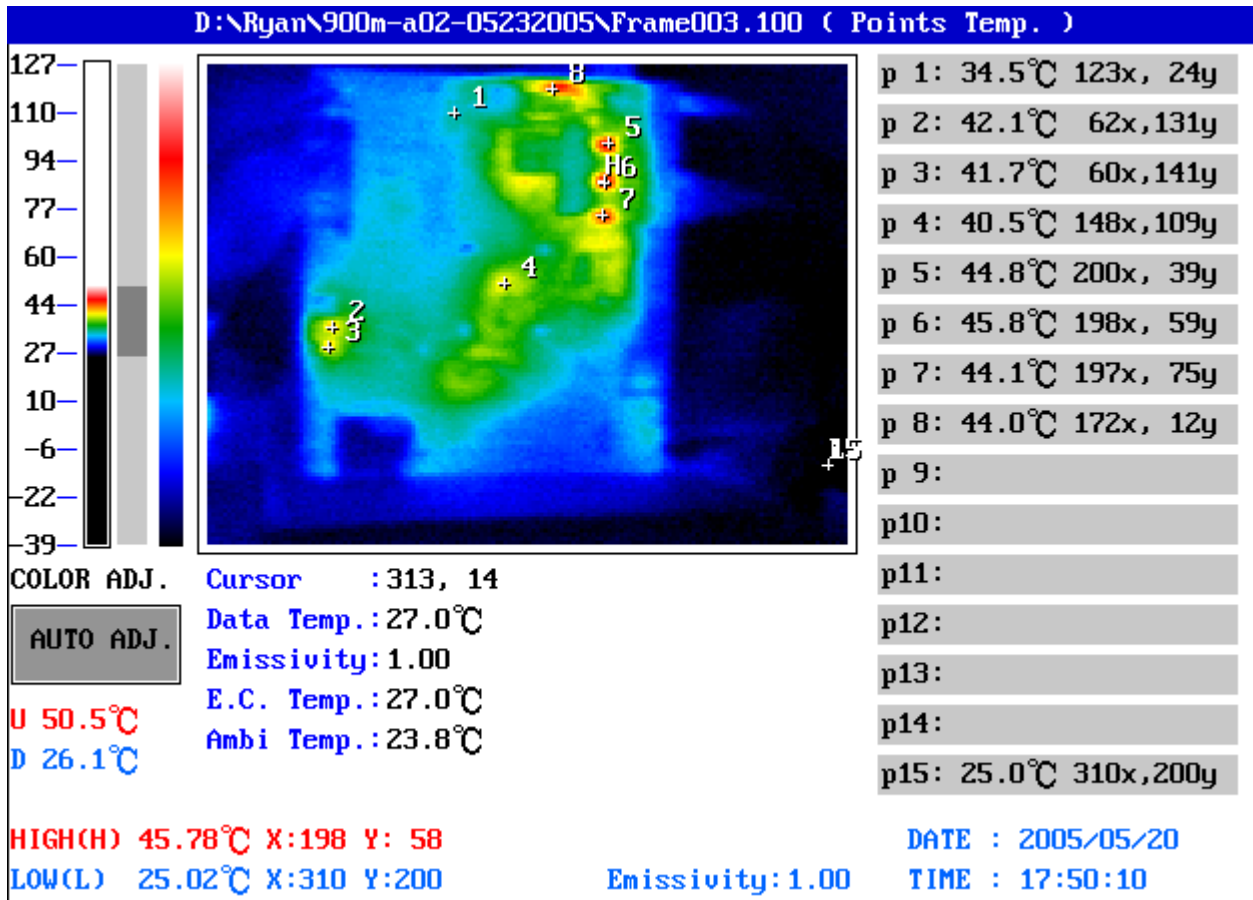 D:\Ryan\900m-a02-05232005\Frame003.100 ( Points Temp. )
127
110
94
77
60
44
27
10
-6
-22
-39
COLOR ADJ.
AUTO ADJ.
U 50.5℃
D 26.1℃
1
8
5
H6
7
4
2
3
15
Cursor :313, 14
Data Temp.:27.0℃
Emissivity:1.00
E.C. Temp.:27.0℃
Ambi Temp.:23.8℃
p 1: 34.5℃ 123x, 24y
p 2: 42.1℃ 62x,131y
p 3: 41.7℃ 60x,141y
p 4: 40.5℃ 148x,109y
p 5: 44.8℃ 200x, 39y
p 6: 45.8℃ 198x, 59y
p 7: 44.1℃ 197x, 75y
p 8: 44.0℃ 172x, 12y
p 9:
p10:
p11:
p12:
p13:
p14:
p15: 25.0℃ 310x,200y
HIGH(H) 45.78℃ X:198 Y: 58
LOW(L) 25.02℃ X:310 Y:200
Emissivity:1.00
DATE : 2005/05/20
TIME : 17:50:10